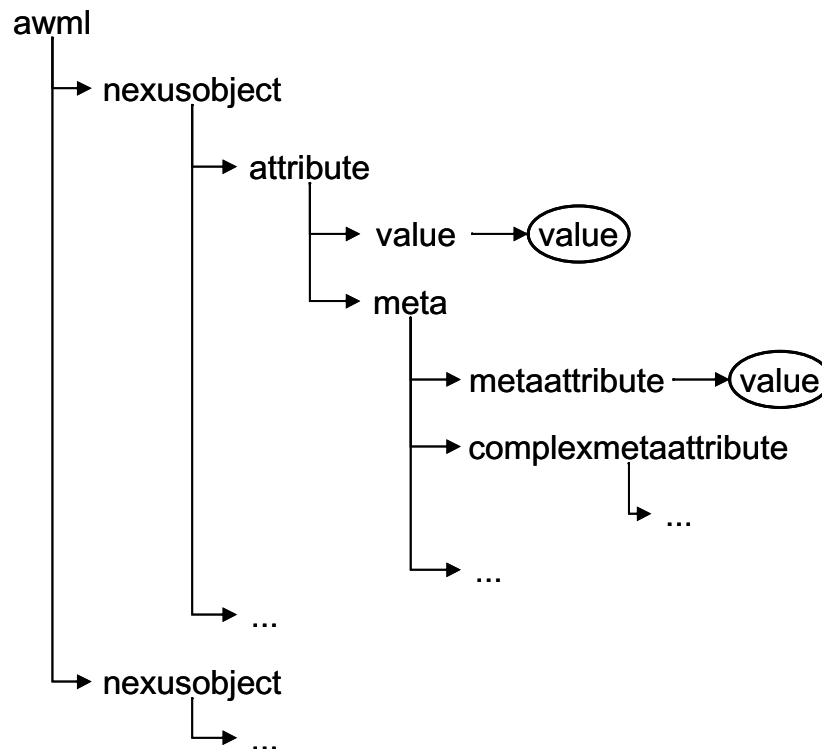 awml
nexusobject
attribute
value value
meta
metaattribute value
complexmetaattribute
...
...
...
nexusobject
...